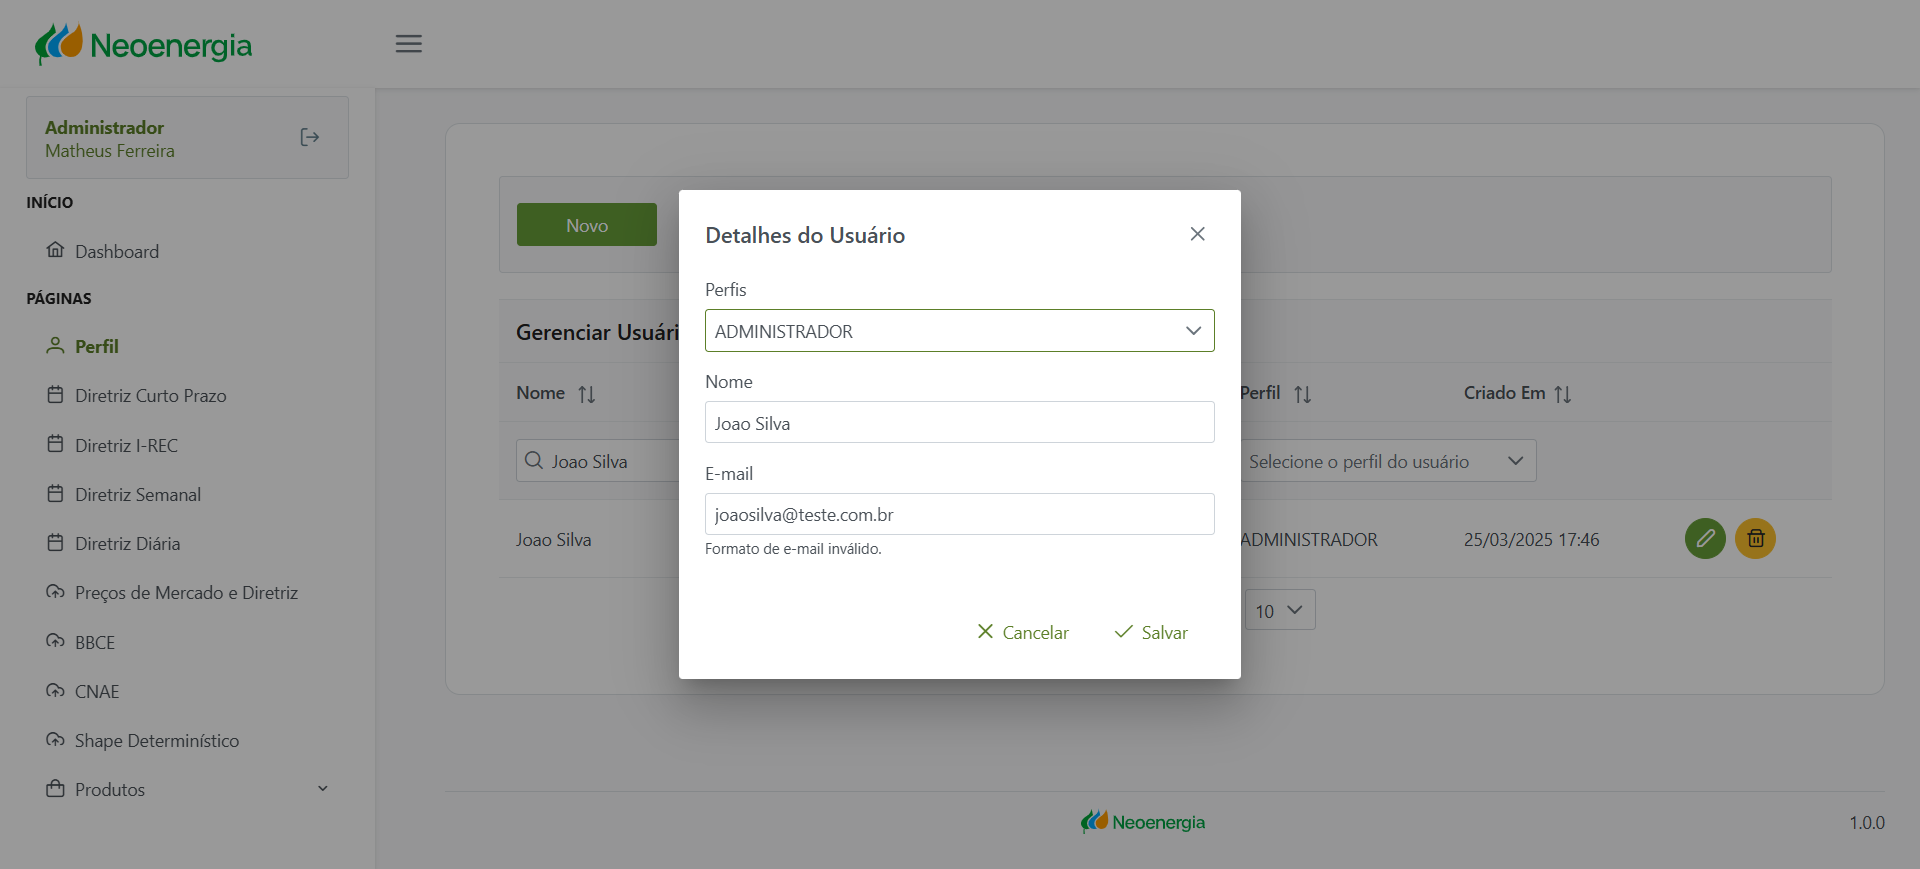 Neoenergia
Administrador
Matheus Ferreira
INÍCIO
Dashboard
PÁGINAS
Perfil
Diretriz Curto Prazo
Diretriz I-REC
Diretriz Semanal
Diretriz Diária
Preços de Mercado e Diretriz
BBCE
CNAE
Shape Determinístico
Produtos
Novo
Gerenciar Usuári
Nome
Perfil
Criado Em
Joao Silva
Selecione o perfil do usuário
Joao Silva
ADMINISTRADOR
25/03/2025 17:46
10
Detalhes do Usuário
Perfis
ADMINISTRADOR
Nome
Joao Silva
E-mail
joaosilva@teste.com.br
Formato de e-mail inválido.
Cancelar
Salvar
Neoenergia
1.0.0